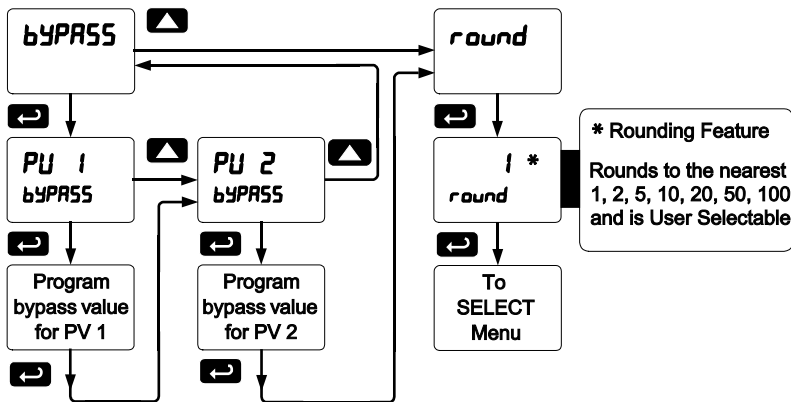 bYPASS
round
PV 1
bYPASS
PV 2
bYPASS
1 *
round
* Rounding Feature
Rounds to the nearest
1, 2, 5, 10, 20, 50, 100
and is User Selectable
Program
bypass value
for PV 1
Program
bypass value
for PV 2
To
SELECT
Menu